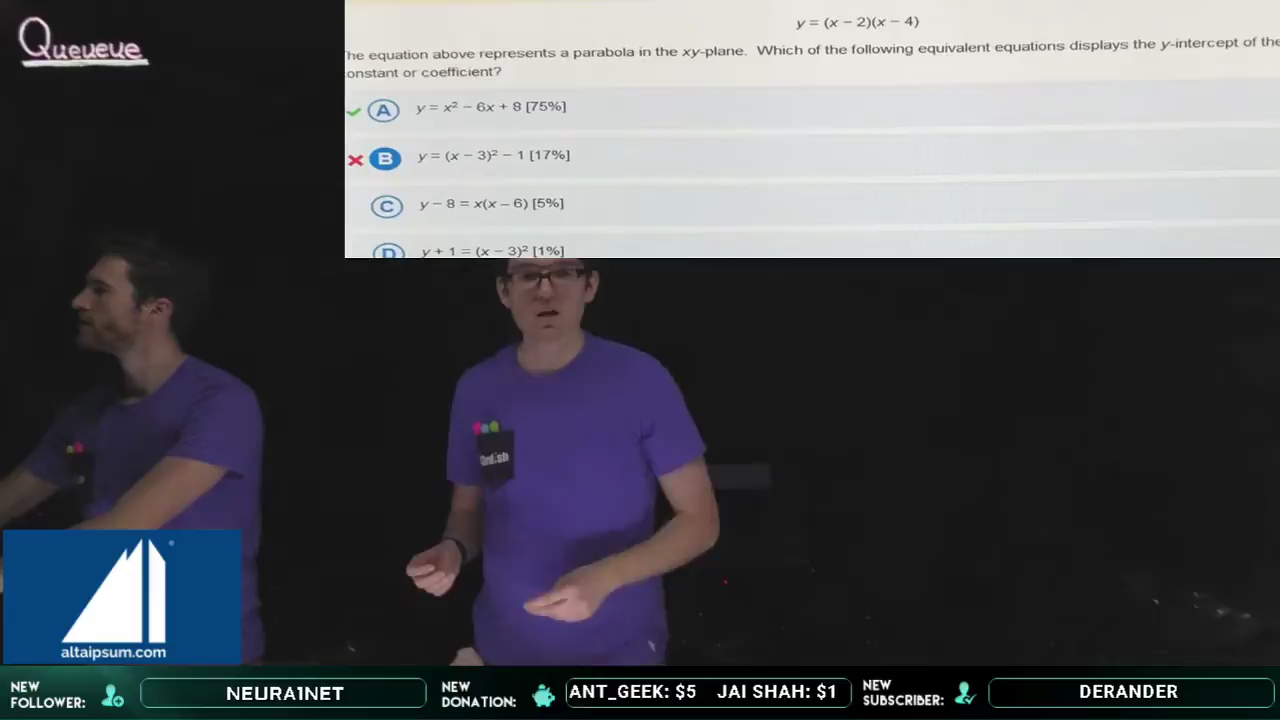 Queueue
y = (x − 2)(x − 4)
he equation above represents a parabola in the xy-plane. Which of the following equivalent equations displays the y-intercept of the
onstant or coefficient?
A y = x² − 6x + 8 [75%]
B y = (x − 3)² − 1 [17%]
C y − 8 = x(x − 6) [5%]
D y + 1 = (x − 3)² [1%]
altaipsum.com
NEW FOLLOWER: NEURA1NET NEW DONATION: ANT_GEEK: $5 JAI SHAH: $1 NEW SUBSCRIBER: DERANDER